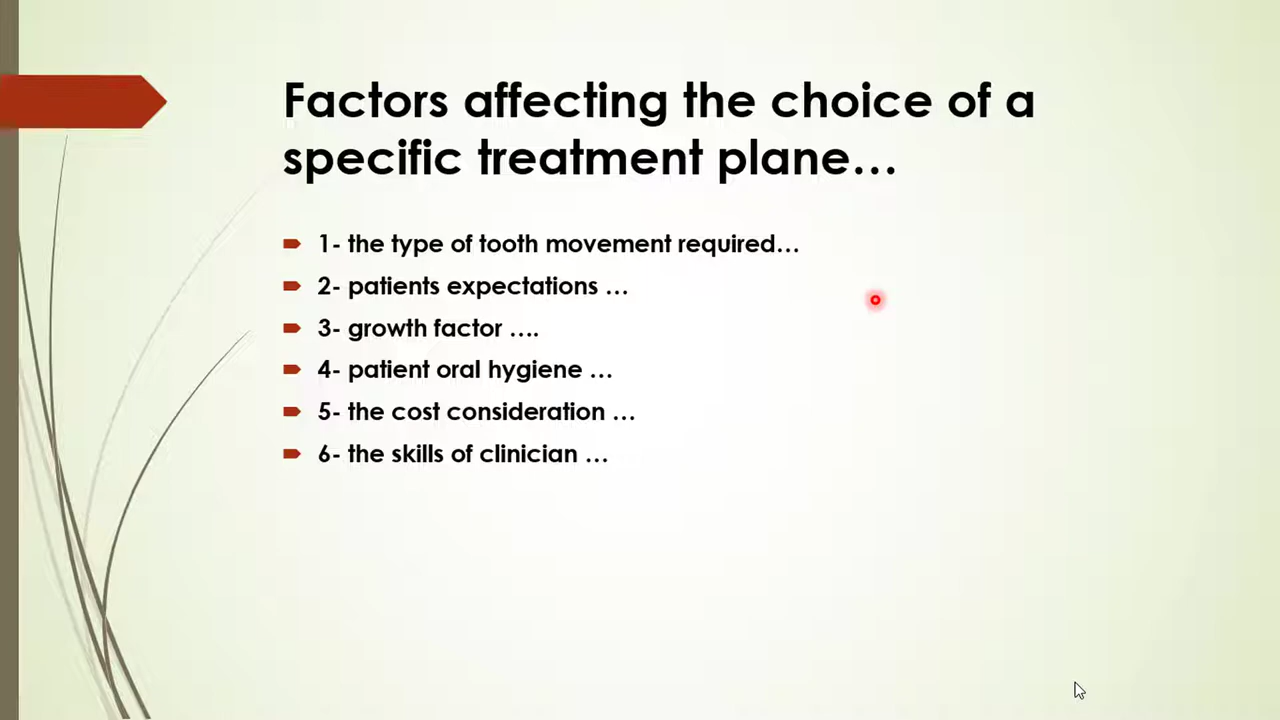 Factors affecting the choice of a
specific treatment plane…
1- the type of tooth movement required…
2- patients expectations …
3- growth factor ….
4- patient oral hygiene …
5- the cost consideration …
6- the skills of clinician …